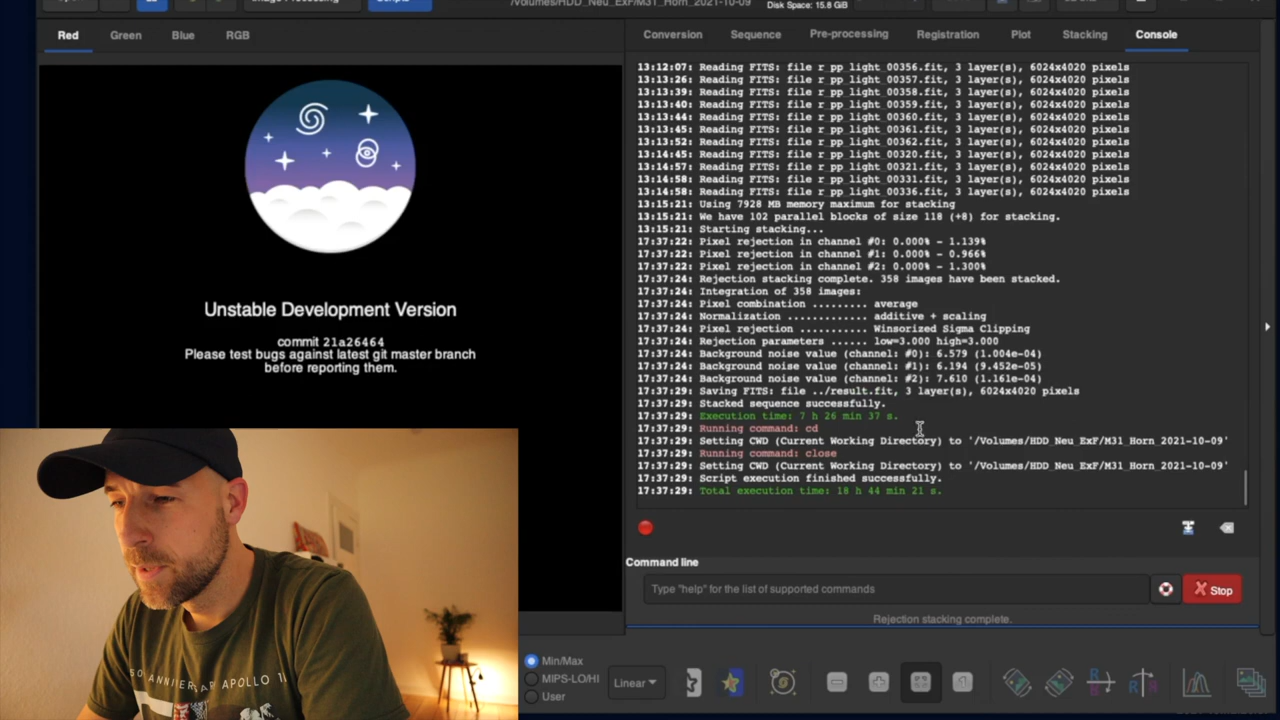 /Volumes/HDD_Neu_ExF/M31_Horn_2021-10-09
Disk Space: 15.8 GiB
Red
Green
Blue
RGB
Conversion
Sequence
Pre-processing
Registration
Plot
Stacking
Console
13:12:07: Reading FITS: file r_pp_light_00356.fit, 3 layer(s), 6024x4020 pixels
13:13:26: Reading FITS: file r_pp_light_00357.fit, 3 layer(s), 6024x4020 pixels
13:13:39: Reading FITS: file r_pp_light_00358.fit, 3 layer(s), 6024x4020 pixels
13:13:40: Reading FITS: file r_pp_light_00359.fit, 3 layer(s), 6024x4020 pixels
13:13:44: Reading FITS: file r_pp_light_00360.fit, 3 layer(s), 6024x4020 pixels
13:13:45: Reading FITS: file r_pp_light_00361.fit, 3 layer(s), 6024x4020 pixels
13:13:52: Reading FITS: file r_pp_light_00362.fit, 3 layer(s), 6024x4020 pixels
13:14:45: Reading FITS: file r_pp_light_00320.fit, 3 layer(s), 6024x4020 pixels
13:14:57: Reading FITS: file r_pp_light_00321.fit, 3 layer(s), 6024x4020 pixels
13:14:58: Reading FITS: file r_pp_light_00331.fit, 3 layer(s), 6024x4020 pixels
13:14:58: Reading FITS: file r_pp_light_00336.fit, 3 layer(s), 6024x4020 pixels
13:15:21: Using 7928 MB memory maximum for stacking
13:15:21: We have 102 parallel blocks of size 118 (+8) for stacking.
13:15:21: Starting stacking...
17:37:22: Pixel rejection in channel #0: 0.000% - 1.139%
17:37:22: Pixel rejection in channel #1: 0.000% - 0.966%
17:37:22: Pixel rejection in channel #2: 0.000% - 1.300%
17:37:24: Rejection stacking complete. 358 images have been stacked.
17:37:24: Integration of 358 images:
17:37:24: Pixel combination ......... average
17:37:24: Normalization ............. additive + scaling
17:37:24: Pixel rejection ........... Winsorized Sigma Clipping
17:37:24: Rejection parameters ...... low=3.000 high=3.000
17:37:24: Background noise value (channel: #0): 6.579 (1.004e-04)
17:37:24: Background noise value (channel: #1): 6.194 (9.452e-05)
17:37:24: Background noise value (channel: #2): 7.610 (1.161e-04)
17:37:29: Saving FITS: file ../result.fit, 3 layer(s), 6024x4020 pixels
17:37:29: Stacked sequence successfully.
17:37:29: Execution time: 7 h 26 min 37 s.
17:37:29: Running command: cd
17:37:29: Setting CWD (Current Working Directory) to '/Volumes/HDD_Neu_ExF/M31_Horn_2021-10-09'
17:37:29: Running command: close
17:37:29: Setting CWD (Current Working Directory) to '/Volumes/HDD_Neu_ExF/M31_Horn_2021-10-09'
17:37:29: Script execution finished successfully.
17:37:29: Total execution time: 18 h 44 min 21 s.
Unstable Development Version
commit 21a26464
Please test bugs against latest git master branch
before reporting them.
Command line
Type "help" for the list of supported commands
Stop
Rejection stacking complete.
Min/Max
MIPS-LO/HI
User
Linear
50 ANNIVERSARY APOLLO 11